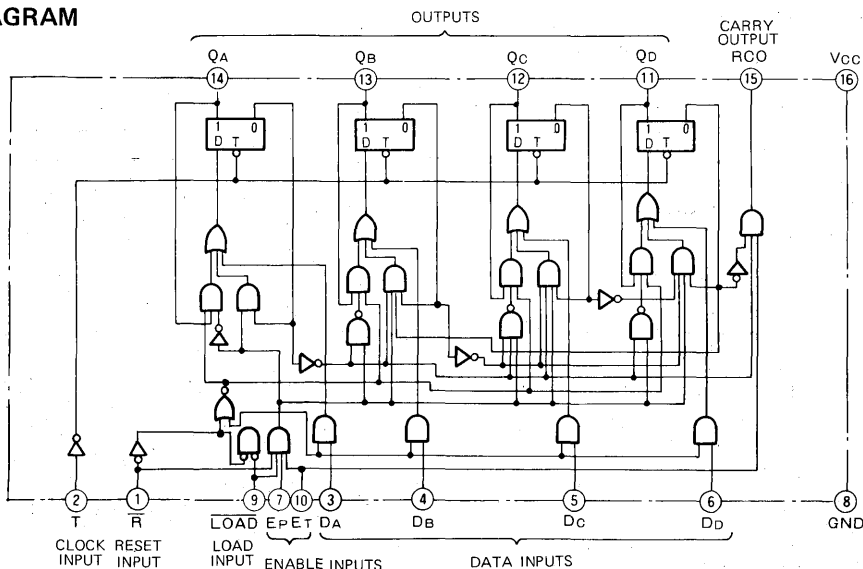 AGRAM
OUTPUTS
CARRY
OUTPUT
QA QB QC QD RCO VCC
14 13 12 11 15 16
1 0 1 0 1 0 1 0
D T D T D T D T
2 1 9 7 10 3 4 5 6 8
T R̅ L̅O̅A̅D̅ EP ET DA DB DC DD GND
CLOCK RESET LOAD
INPUT INPUT INPUT ENABLE INPUTS DATA INPUTS